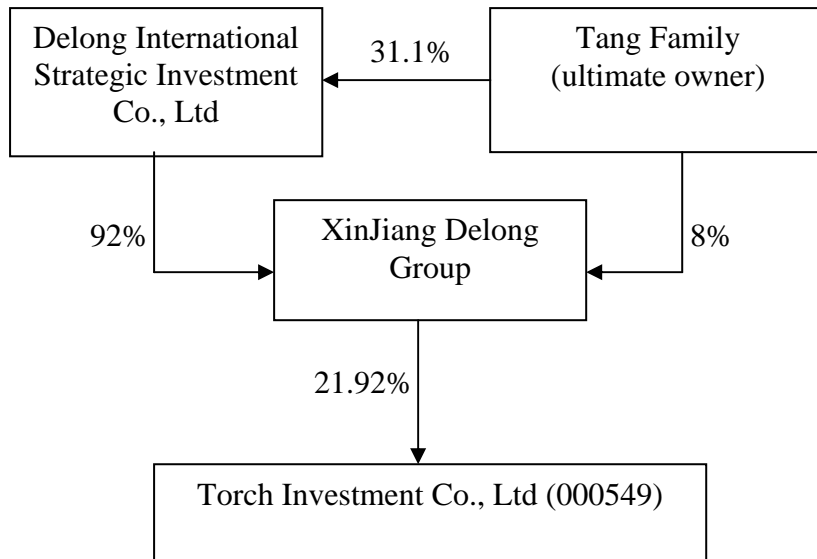 Delong International
Strategic Investment
Co., Ltd
31.1%
Tang Family
(ultimate owner)
92%
XinJiang Delong
Group
8%
21.92%
Torch Investment Co., Ltd (000549)